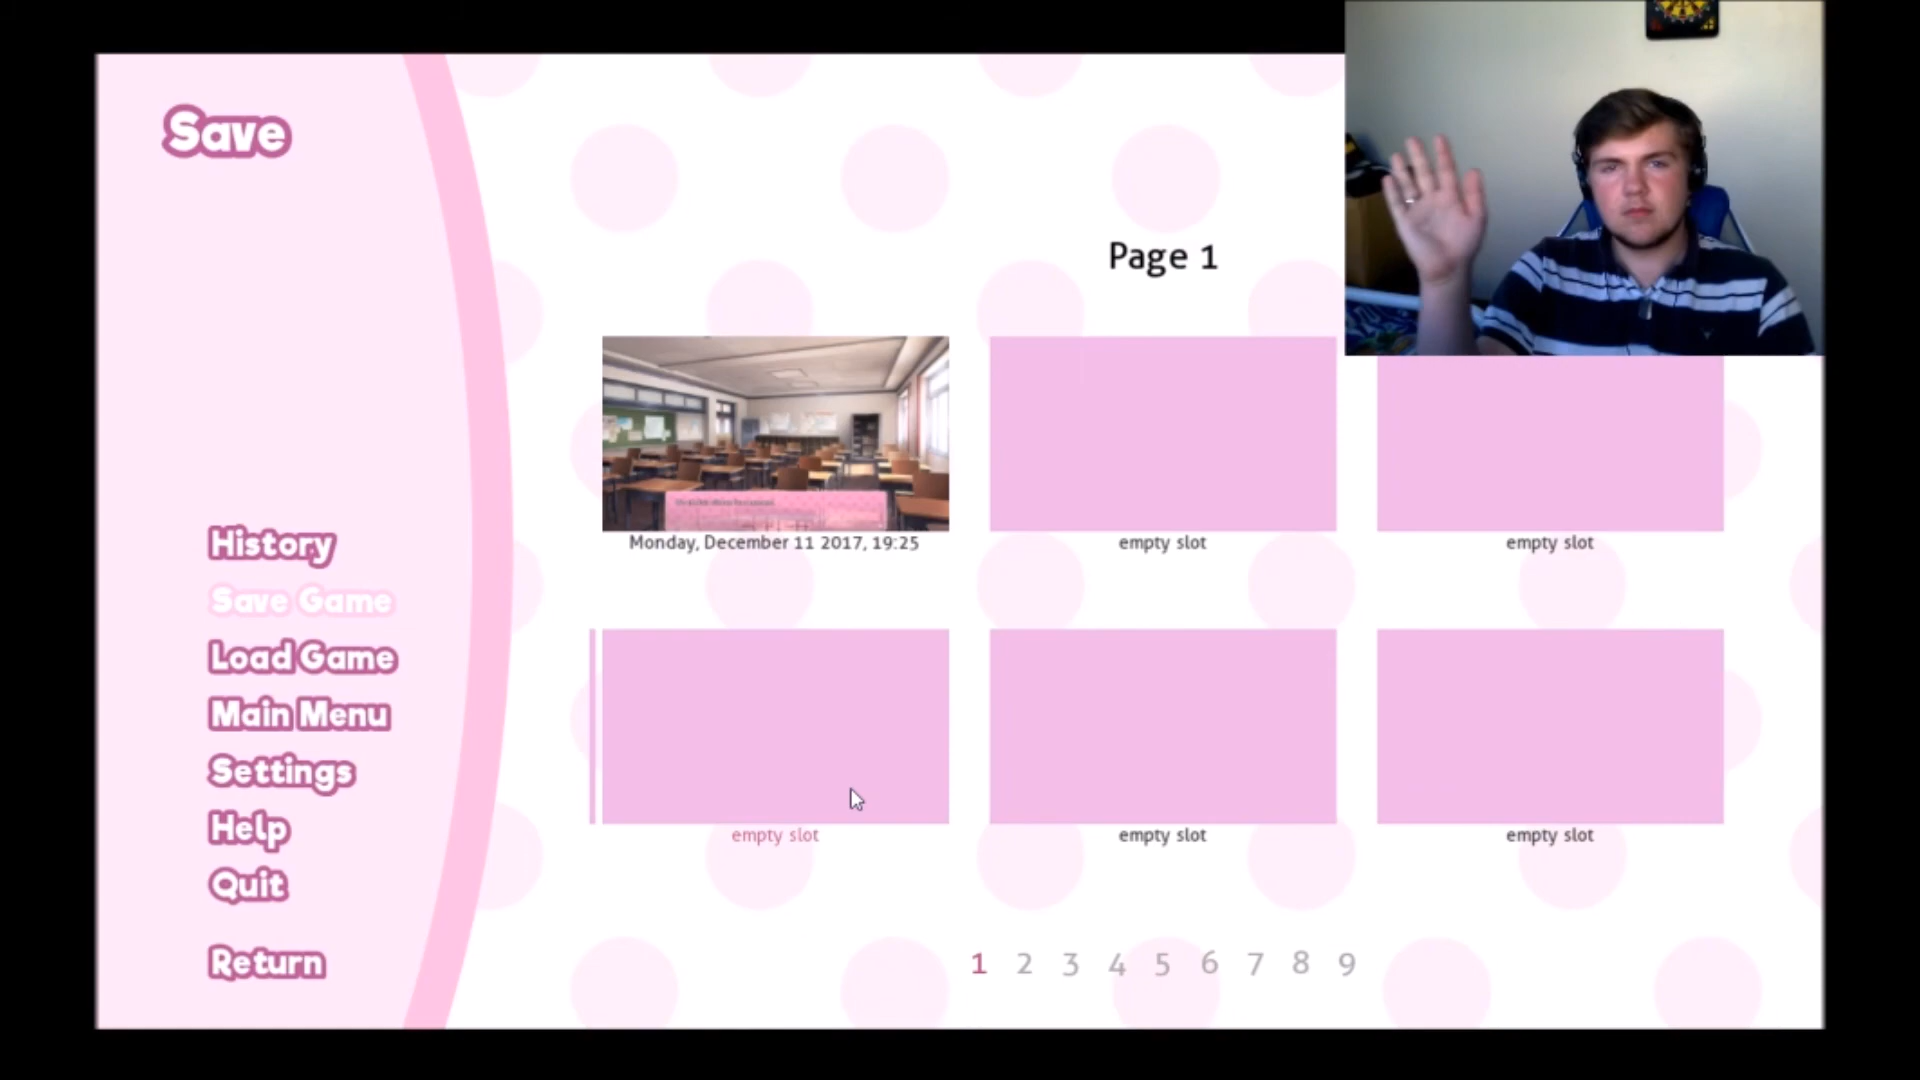 Save
Page 1
Monday, December 11 2017, 19:25
empty slot
empty slot
History
Save Game
Load Game
Main Menu
Settings
Help
Quit
Return
empty slot
empty slot
empty slot
1 2 3 4 5 6 7 8 9